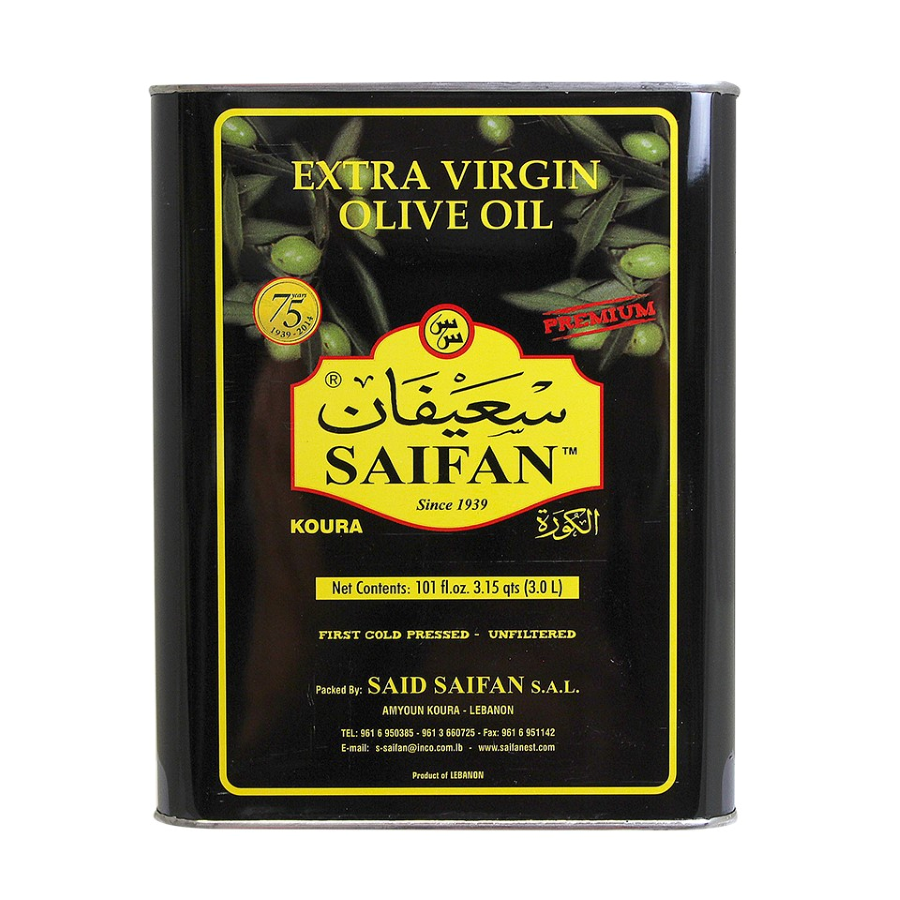 EXTRA VIRGIN
OLIVE OIL
75 years
1939 - 2014
PREMIUM
س س
®
سعيفان
SAIFAN™
Since 1939
KOURA
الكورة
Net Contents: 101 fl.oz. 3.15 qts (3.0 L)
FIRST COLD PRESSED - UNFILTERED
Packed By: SAID SAIFAN S.A.L.
AMYOUN KOURA - LEBANON
TEL: 961 6 950385 - 961 3 660725 - Fax: 961 6 951142
E-mail: s-saifan@inco.com.lb - www.saifanest.com
Product of LEBANON